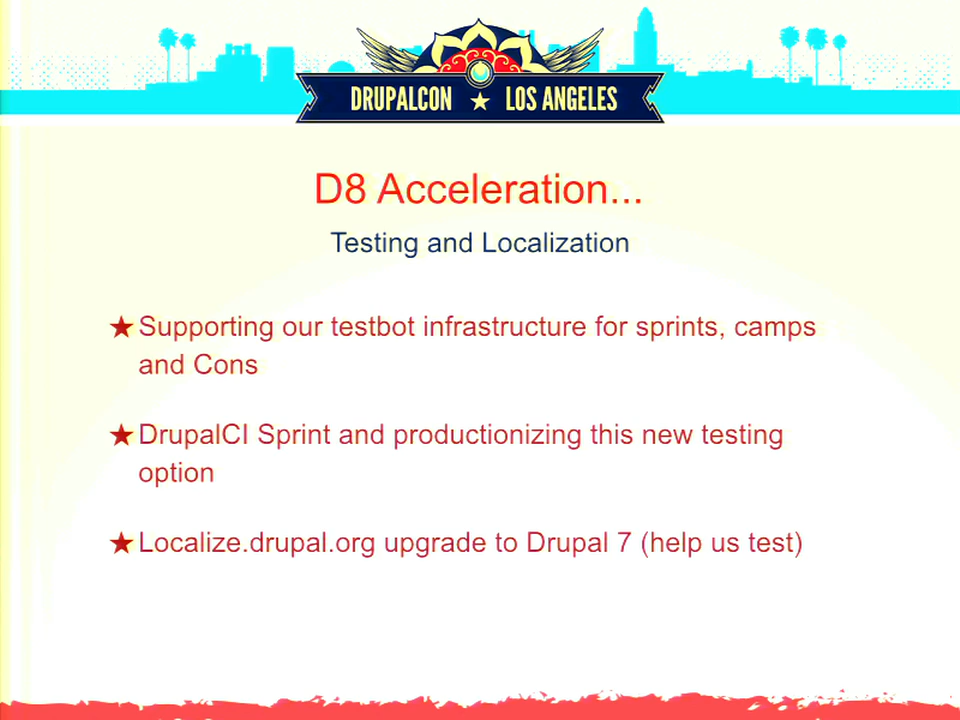 DRUPALCON ★ LOS ANGELES
D8 Acceleration...
Testing and Localization
★ Supporting our testbot infrastructure for sprints, camps
and Cons
★ DrupalCI Sprint and productionizing this new testing
option
★ Localize.drupal.org upgrade to Drupal 7 (help us test)